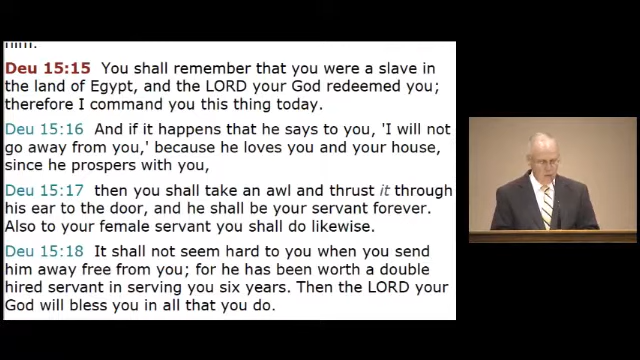 him.
Deu 15:15 You shall remember that you were a slave in
the land of Egypt, and the LORD your God redeemed you;
therefore I command you this thing today.
Deu 15:16 And if it happens that he says to you, 'I will not
go away from you,' because he loves you and your house,
since he prospers with you,
Deu 15:17 then you shall take an awl and thrust it through
his ear to the door, and he shall be your servant forever.
Also to your female servant you shall do likewise.
Deu 15:18 It shall not seem hard to you when you send
him away free from you; for he has been worth a double
hired servant in serving you six years. Then the LORD your
God will bless you in all that you do.